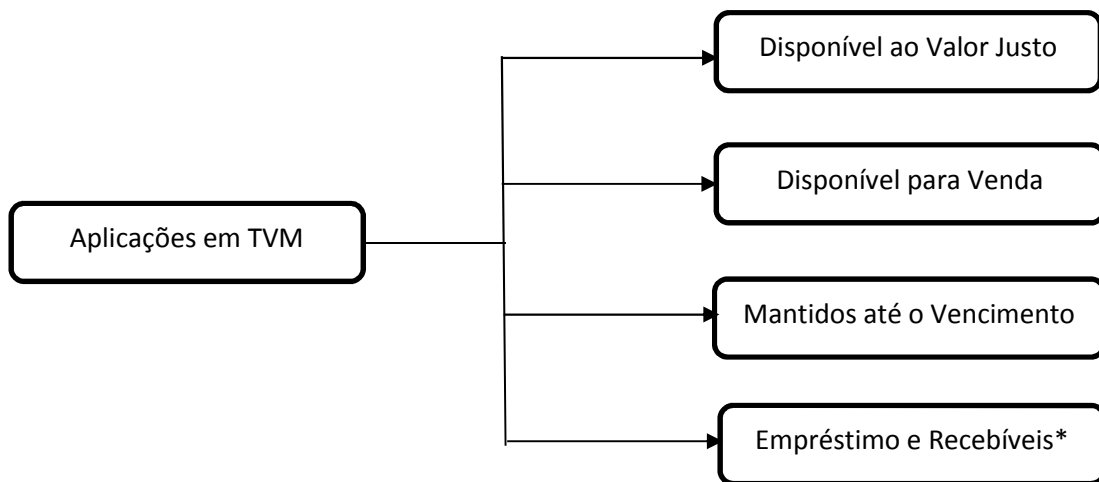 Disponível ao Valor Justo
Disponível para Venda
Aplicações em TVM
Mantidos até o Vencimento
Empréstimo e Recebíveis*